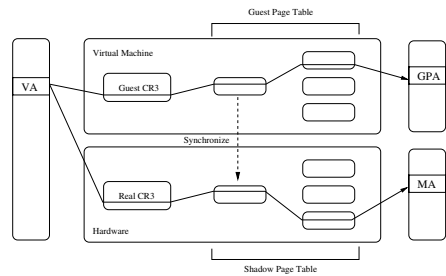 Guest Page Table
Virtual Machine
VA
Guest CR3
GPA
Synchronize
Real CR3
MA
Hardware
Shadow Page Table